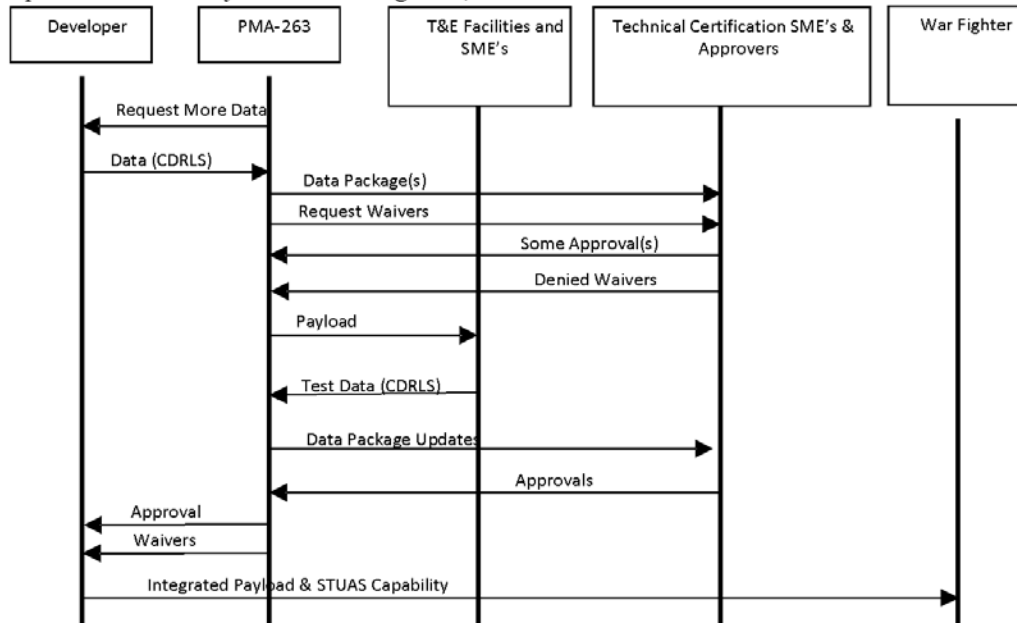 Developer
PMA-263
T&E Facilities and
SME's
Technical Certification SME's &
Approvers
War Fighter
Request More Data
Data (CDRLS)
Data Package(s)
Request Waivers
Some Approval(s)
Denied Waivers
Payload
Test Data (CDRLS)
Data Package Updates
Approvals
Approval
Waivers
Integrated Payload & STUAS Capability